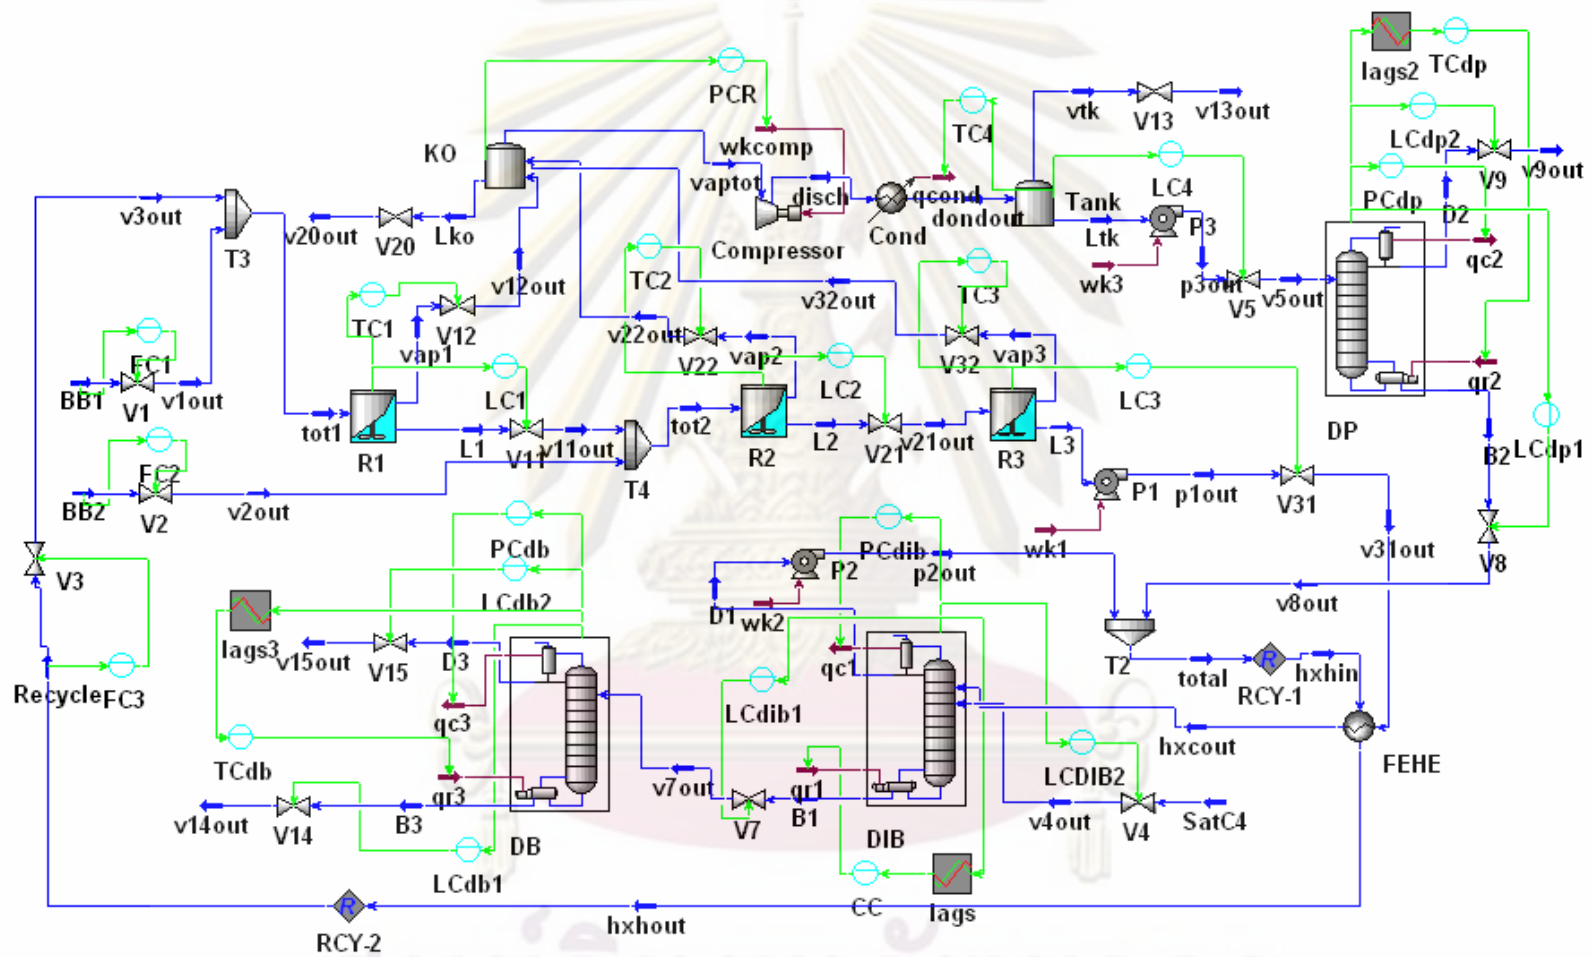 lags2
TCdp
PCR
vtk
V13
v13out
TC4
LCdp2
KO
wkcomp
V9
v9out
vaptot
disch
qcond
LC4
PCdp
D2
v3out
dondout
Tank
Ltk
P3
v20out
V20
Lko
T3
Compressor
Cond
qc2
TC2
wk3
p3out
V5
v5out
v12out
TC3
v32out
TC1
V12
v22out
V22
vap2
V32
vap3
FC1
vap1
LC1
LC2
LC3
qr2
BB1
V1
v1out
tot1
R1
L1
V11
v11out
tot2
R2
L2
V21
v21out
R3
L3
DP
B2
LCdp1
FC2
BB2
V2
v2out
T4
P1
p1out
V31
PCdb
PCdib
wk1
v31out
V3
P2
p2out
V8
LCdb2
D1
wk2
v8out
lags3
v15out
V15
D3
qc1
T2
total
RCY-1
hxhin
Recycle
FC3
qc3
LCdib1
hxcout
FEHE
TCdb
qr3
v7out
qr1
LCDIB2
v14out
V14
B3
DB
V7
B1
DIB
v4out
V4
SatC4
LCdb1
CC
lags
RCY-2
hxhout
R
R